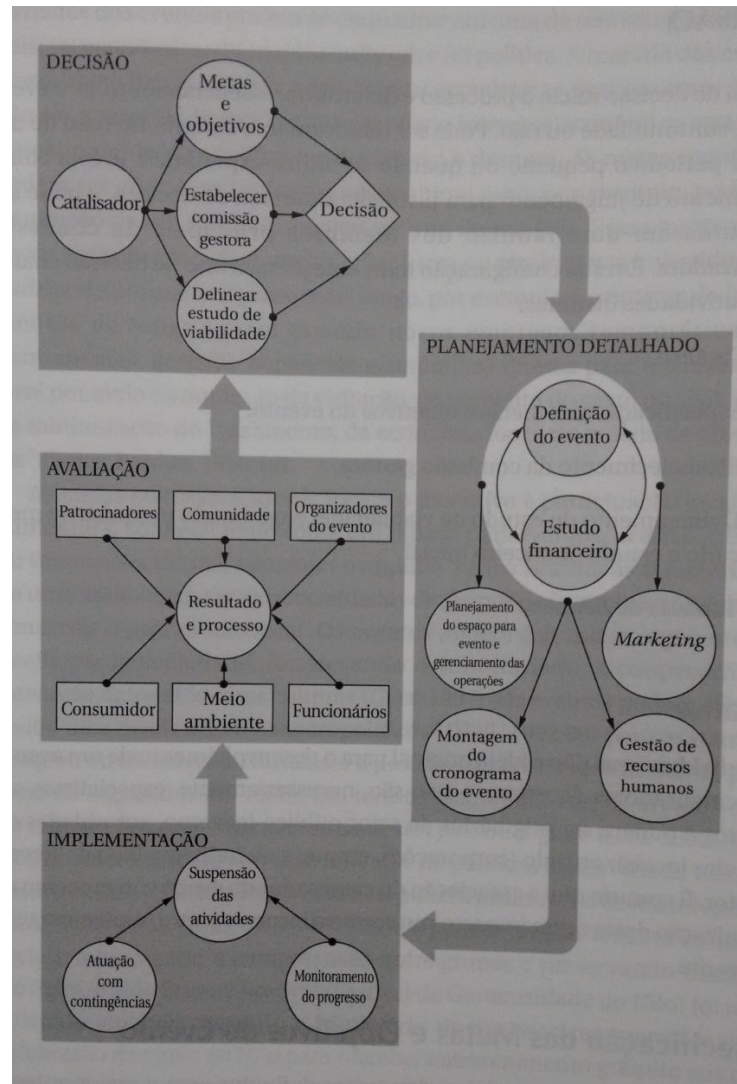 DECISÃO
Metas
e
objetivos
Catalisador
Estabelecer
comissão
gestora
Decisão
Delinear
estudo de
viabilidade
PLANEJAMENTO DETALHADO
Definição
do evento
Estudo
financeiro
Planejamento
do espaço para
evento e
gerenciamento das
operações
Marketing
Montagem
do
cronograma
do evento
Gestão de
recursos
humanos
AVALIAÇÃO
Patrocinadores
Comunidade
Organizadores
do evento
Resultado
e processo
Consumidor
Meio
ambiente
Funcionários
IMPLEMENTAÇÃO
Suspensão
das
atividades
Atuação
com
contingências
Monitoramento
do progresso